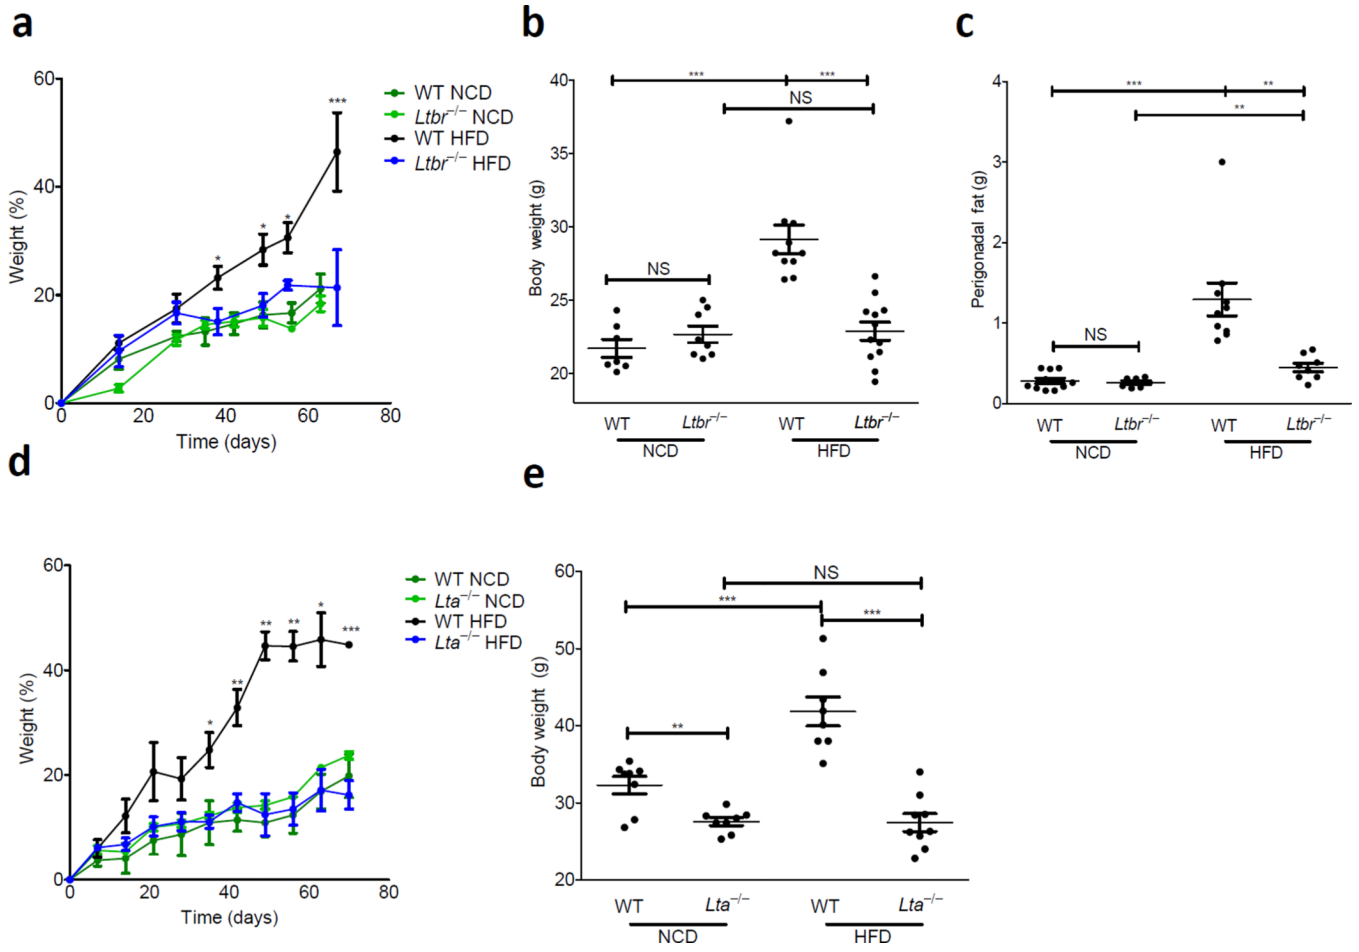 a
60
40
20
0
Weight (%)
0 20 40 60 80
Time (days)
***
*
*
*
WT NCD
Ltbr–/– NCD
WT HFD
Ltbr–/– HFD
b
40
35
30
25
20
Body weight (g)
*** ***
NS
NS
WT Ltbr–/– WT Ltbr–/–
NCD HFD
c
4
3
2
1
0
Perigonadal fat (g)
*** **
**
NS
WT Ltbr–/– WT Ltbr–/–
NCD HFD
d
60
40
20
0
Weight (%)
0 20 40 60 80
Time (days)
* ** ** ** * ***
WT NCD
Lta–/– NCD
WT HFD
Lta–/– HFD
e
60
50
40
30
20
Body weight (g)
NS
***
***
**
WT Lta–/– WT Lta–/–
NCD HFD